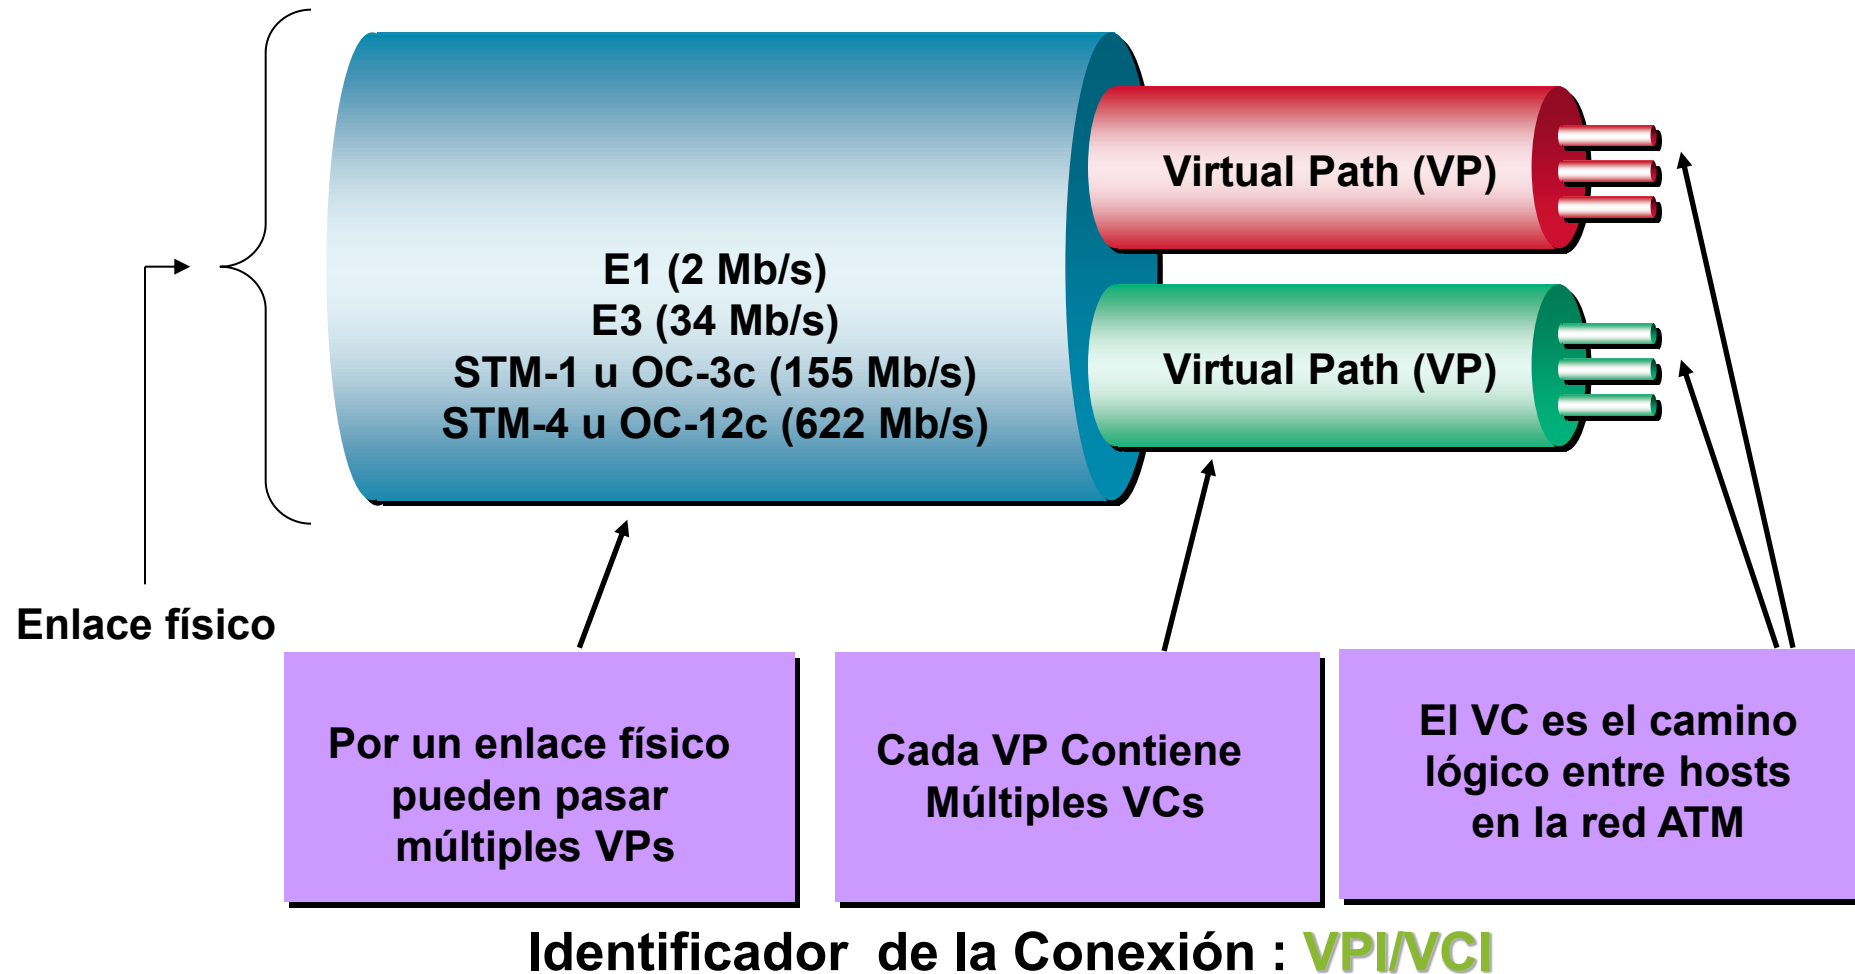 Virtual Path (VP)
E1 (2 Mb/s)
E3 (34 Mb/s)
STM-1 u OC-3c (155 Mb/s)
STM-4 u OC-12c (622 Mb/s)
Virtual Path (VP)
Enlace físico
Por un enlace físico
pueden pasar
múltiples VPs
Cada VP Contiene
Múltiples VCs
El VC es el camino
lógico entre hosts
en la red ATM
Identificador de la Conexión : VPI/VCI